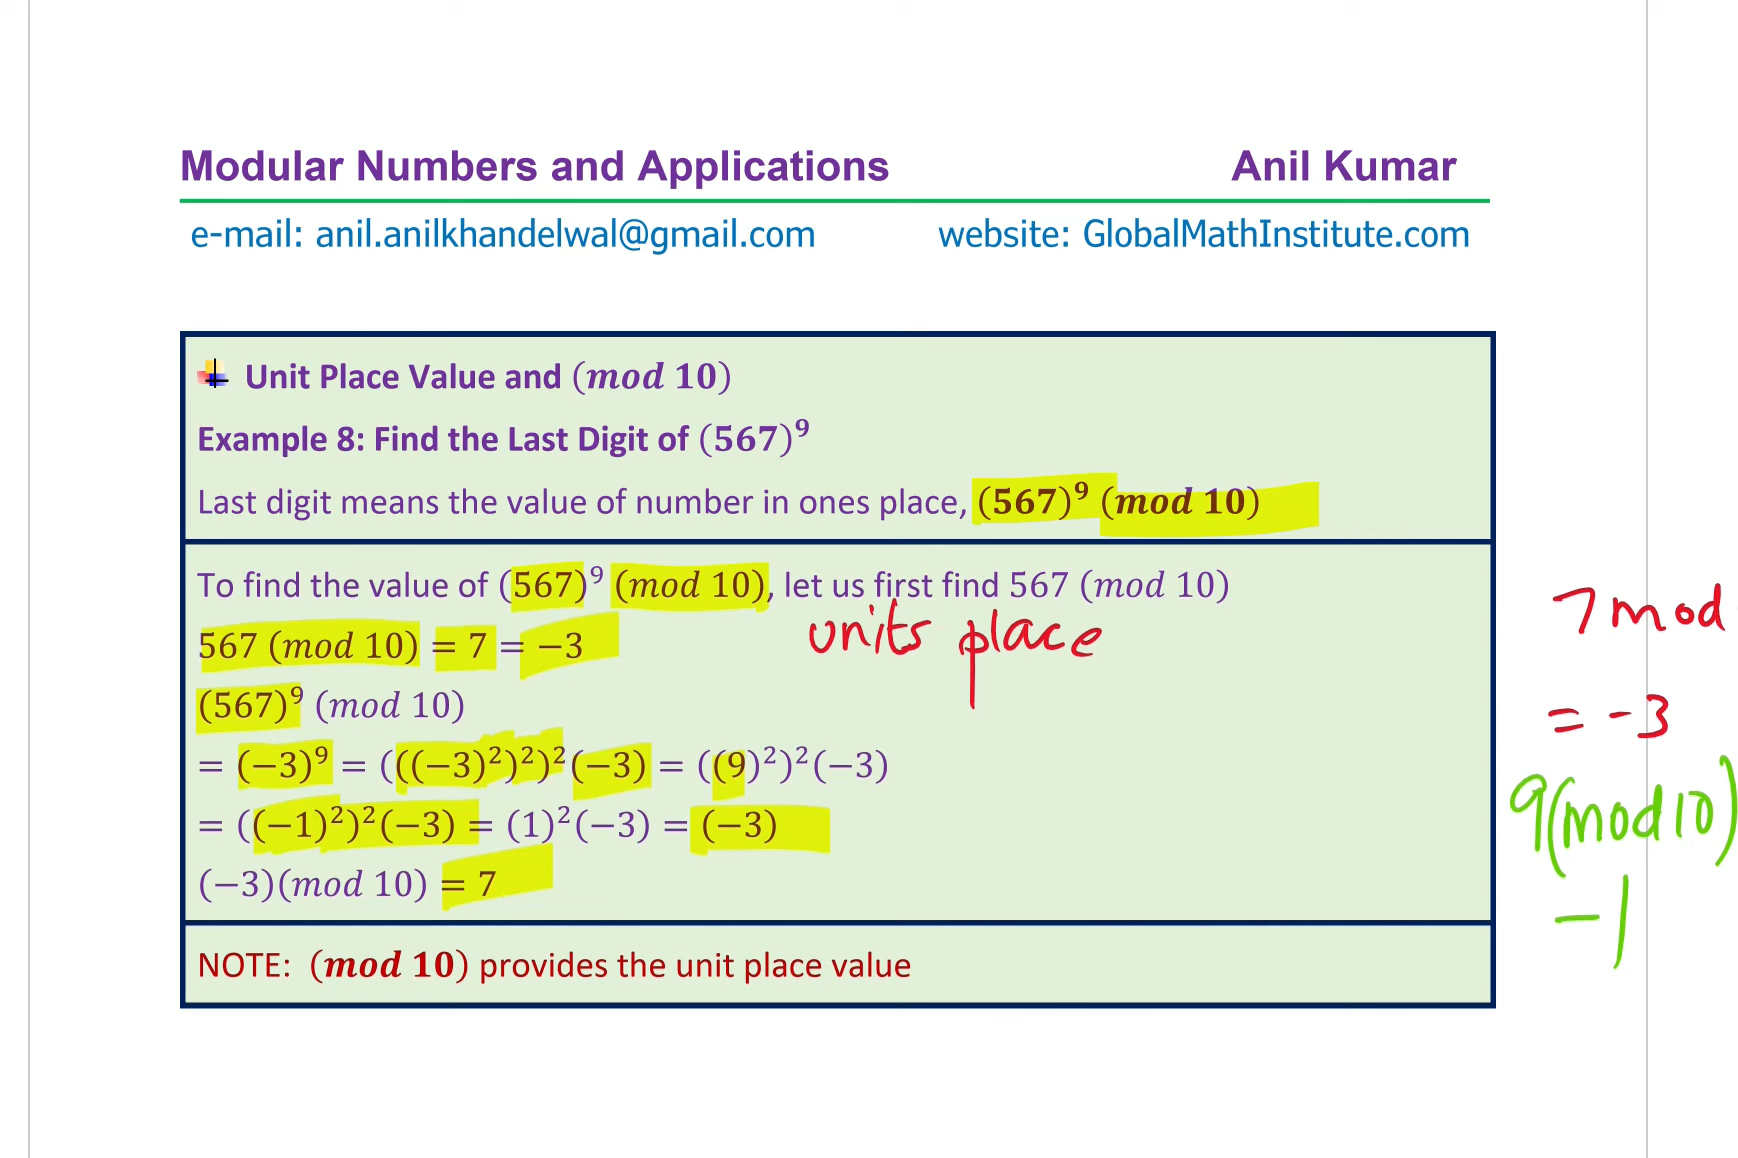 Modular Numbers and Applications Anil Kumar
e-mail: anil.anilkhandelwal@gmail.com website: GlobalMathInstitute.com
Unit Place Value and (mod 10)
Example 8: Find the Last Digit of (567)⁹
Last digit means the value of number in ones place, (567)⁹ (mod 10)
To find the value of (567)⁹ (mod 10), let us first find 567 (mod 10)
567 (mod 10) = 7 = −3
units place
(567)⁹ (mod 10)
= (−3)⁹ = (((−3)²)²)²(−3) = ((9)²)²(−3)
= ((−1)²)²(−3) = (1)²(−3) = (−3)
(−3)(mod 10) = 7
NOTE: (mod 10) provides the unit place value
7 mod
= -3
9(mod 10)
-1